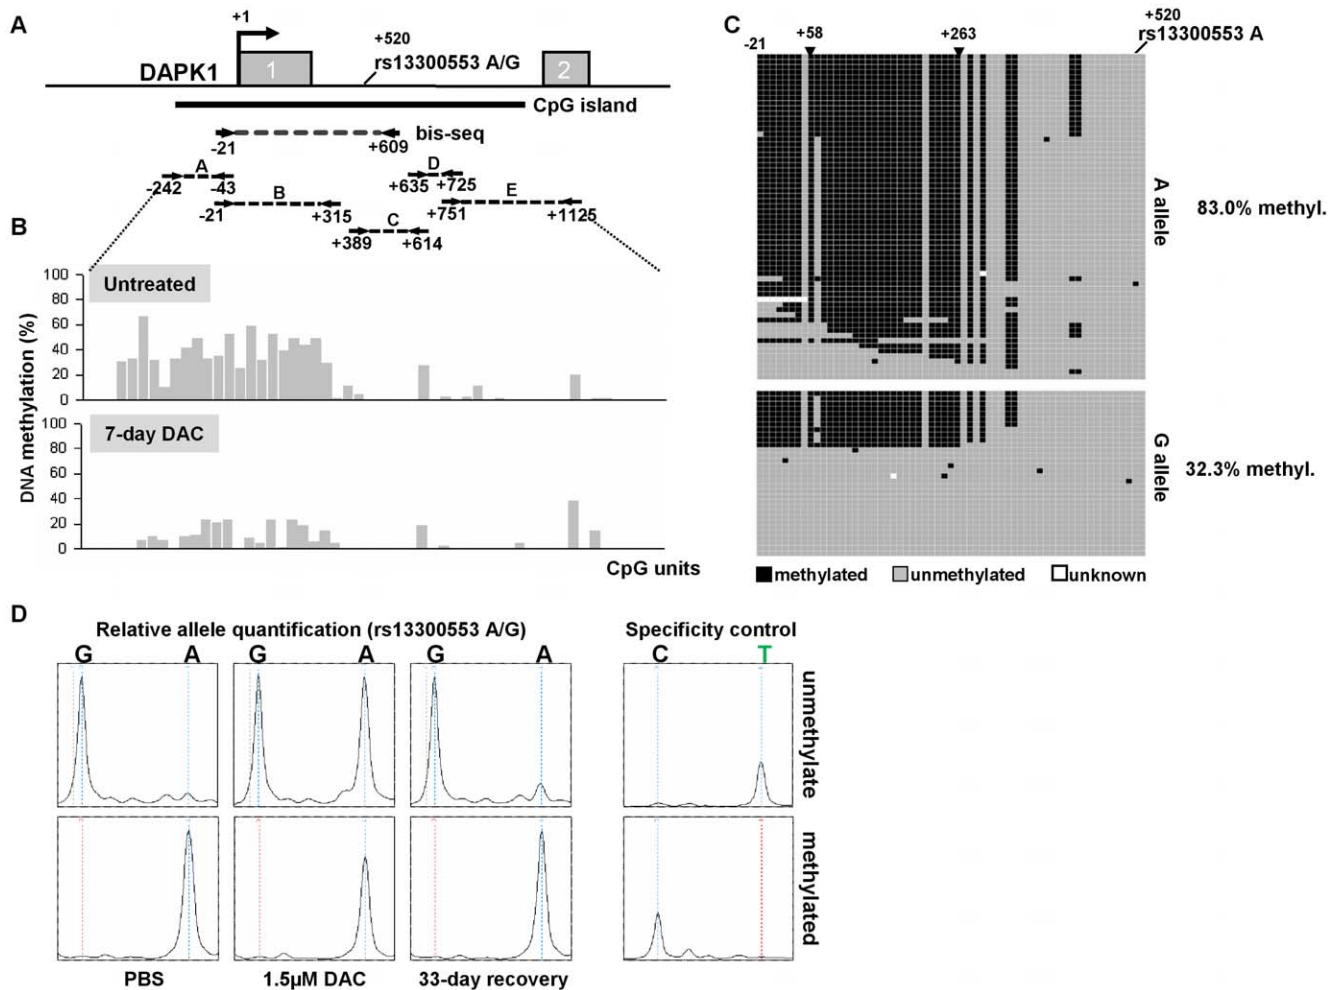 A
+1
+520
rs13300553 A/G
DAPK1
1
2
CpG island
bis-seq
-21
+609
A
-242
-43
B
-21
+315
C
+389
+614
D
+635
+725
E
+751
+1125
B
DNA methylation (%)
100
80
60
40
20
0
Untreated
100
80
60
40
20
0
7-day DAC
CpG units
C
-21
+58
+263
+520
rs13300553 A
A allele
83.0% methyl.
G allele
32.3% methyl.
methylated
unmethylated
unknown
D
Relative allele quantification (rs13300553 A/G)
G A G A G A
Specificity control
C T
unmethylate
methylated
PBS
1.5µM DAC
33-day recovery